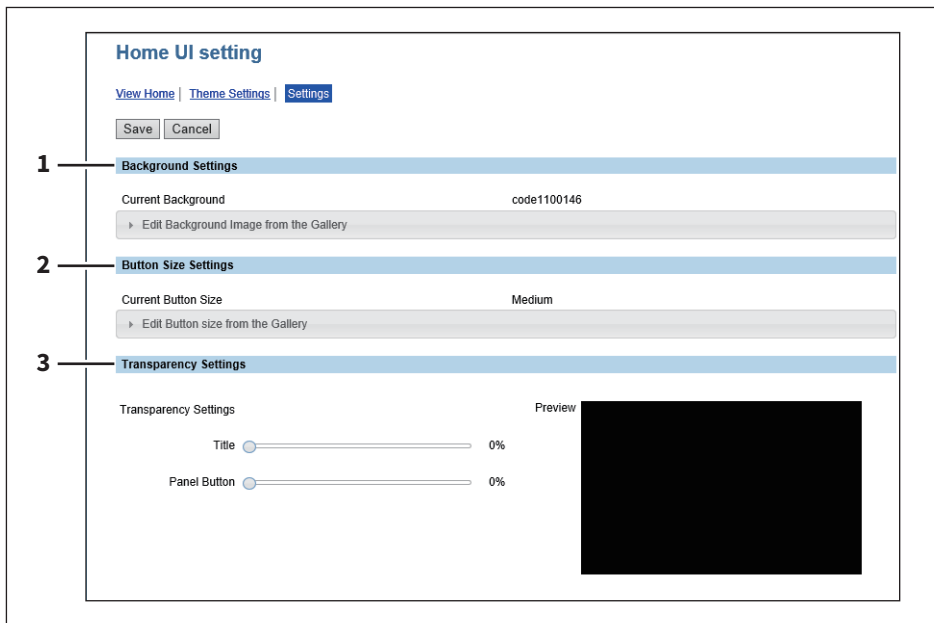 Home UI setting
View Home | Theme Settings | Settings
Save Cancel
1 Background Settings
Current Background code1100146
Edit Background Image from the Gallery
2 Button Size Settings
Current Button Size Medium
Edit Button size from the Gallery
3 Transparency Settings
Transparency Settings Preview
Title 0%
Panel Button 0%